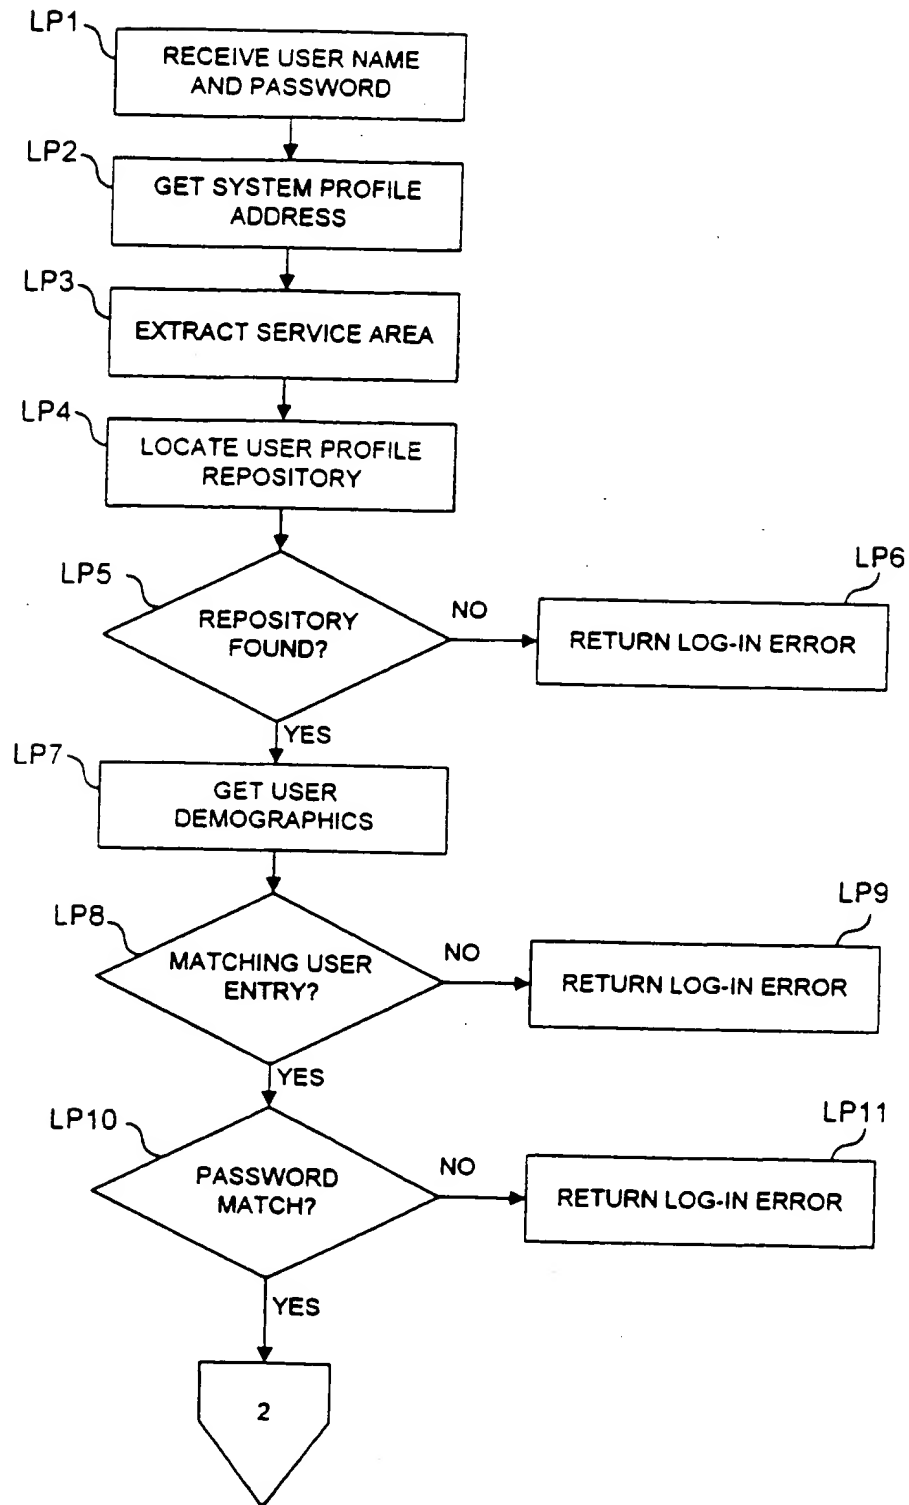 LP1
RECEIVE USER NAME
AND PASSWORD
LP2
GET SYSTEM PROFILE
ADDRESS
LP3
EXTRACT SERVICE AREA
LP4
LOCATE USER PROFILE
REPOSITORY
LP5
REPOSITORY
FOUND?
NO
LP6
RETURN LOG-IN ERROR
YES
LP7
GET USER
DEMOGRAPHICS
LP8
MATCHING USER
ENTRY?
NO
LP9
RETURN LOG-IN ERROR
YES
LP10
PASSWORD
MATCH?
NO
LP11
RETURN LOG-IN ERROR
YES
2